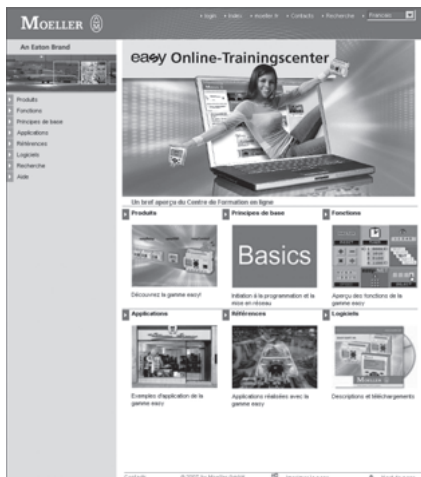 MOELLER
• login • Index • moeller.fr • Contacts • Recherche • Francais
An Eaton Brand
easy Online-Trainingscenter
Produits
Fonctions
Principes de base
Applications
Références
Logiciels
Recherche
Aide
Un bref aperçu du Centre de Formation en ligne
Produits
Principes de base
Fonctions
Basics
Découvrez la gamme easy!
Initiation à la programmation et la mise en réseau
Aperçu des fonctions de la gamme easy
Applications
Références
Logiciels
MOELLER
Exemples d'application de la gamme easy
Applications réalisées avec la gamme easy
Descriptions et téléchargements